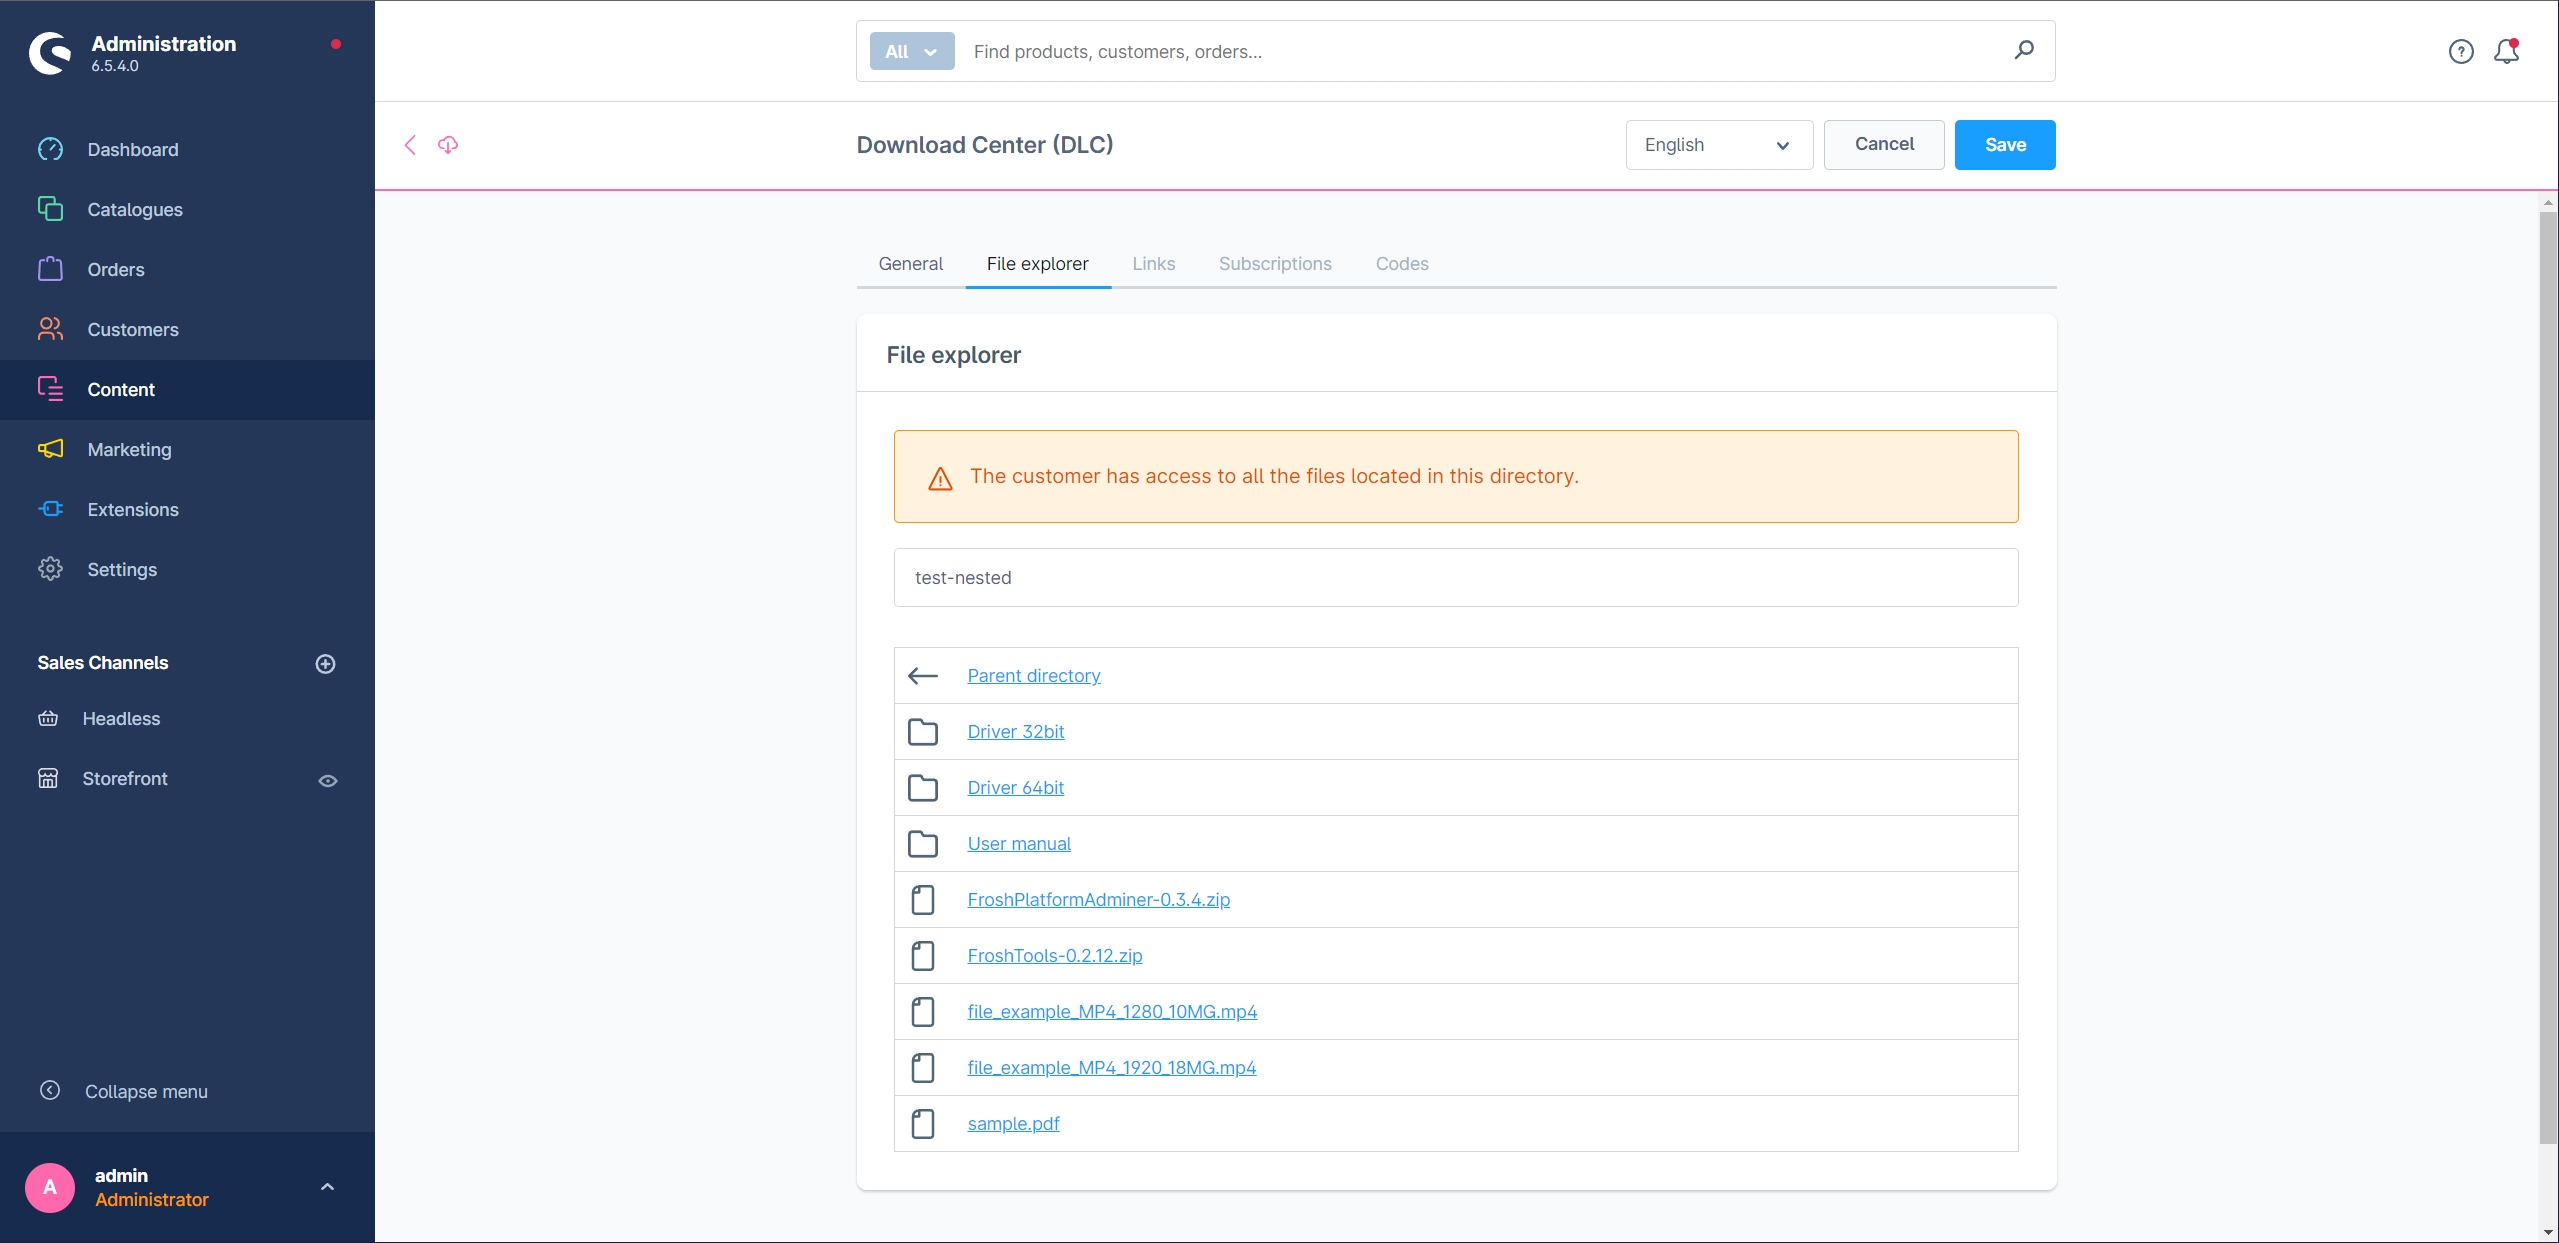 Administration
6.5.4.0
Dashboard
Catalogues
Orders
Customers
Content
Marketing
Extensions
Settings
Sales Channels
Headless
Storefront
Collapse menu
A
admin
Administrator
All
Find products, customers, orders...
Download Center (DLC)
English
Cancel
Save
General
File explorer
Links
Subscriptions
Codes
File explorer
The customer has access to all the files located in this directory.
test-nested
Parent directory
Driver 32bit
Driver 64bit
User manual
FroshPlatformAdminer-0.3.4.zip
FroshTools-0.2.12.zip
file_example_MP4_1280_10MG.mp4
file_example_MP4_1920_18MG.mp4
sample.pdf